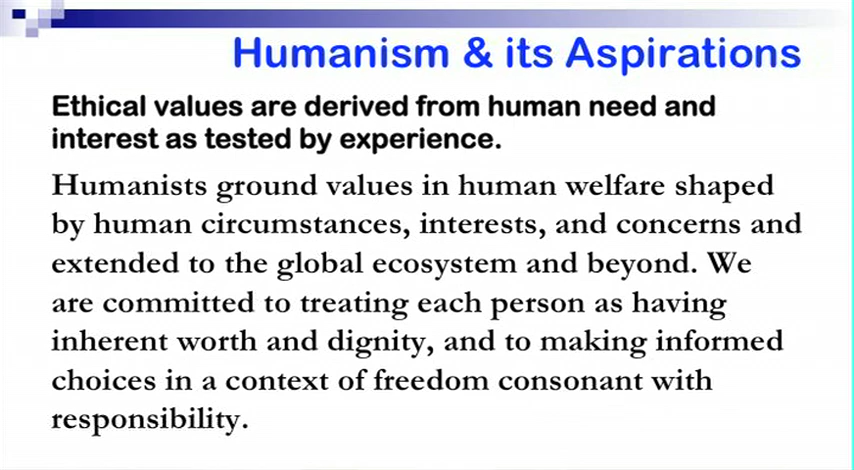 Humanism & its Aspirations
Ethical values are derived from human need and
interest as tested by experience.
Humanists ground values in human welfare shaped
by human circumstances, interests, and concerns and
extended to the global ecosystem and beyond. We
are committed to treating each person as having
inherent worth and dignity, and to making informed
choices in a context of freedom consonant with
responsibility.